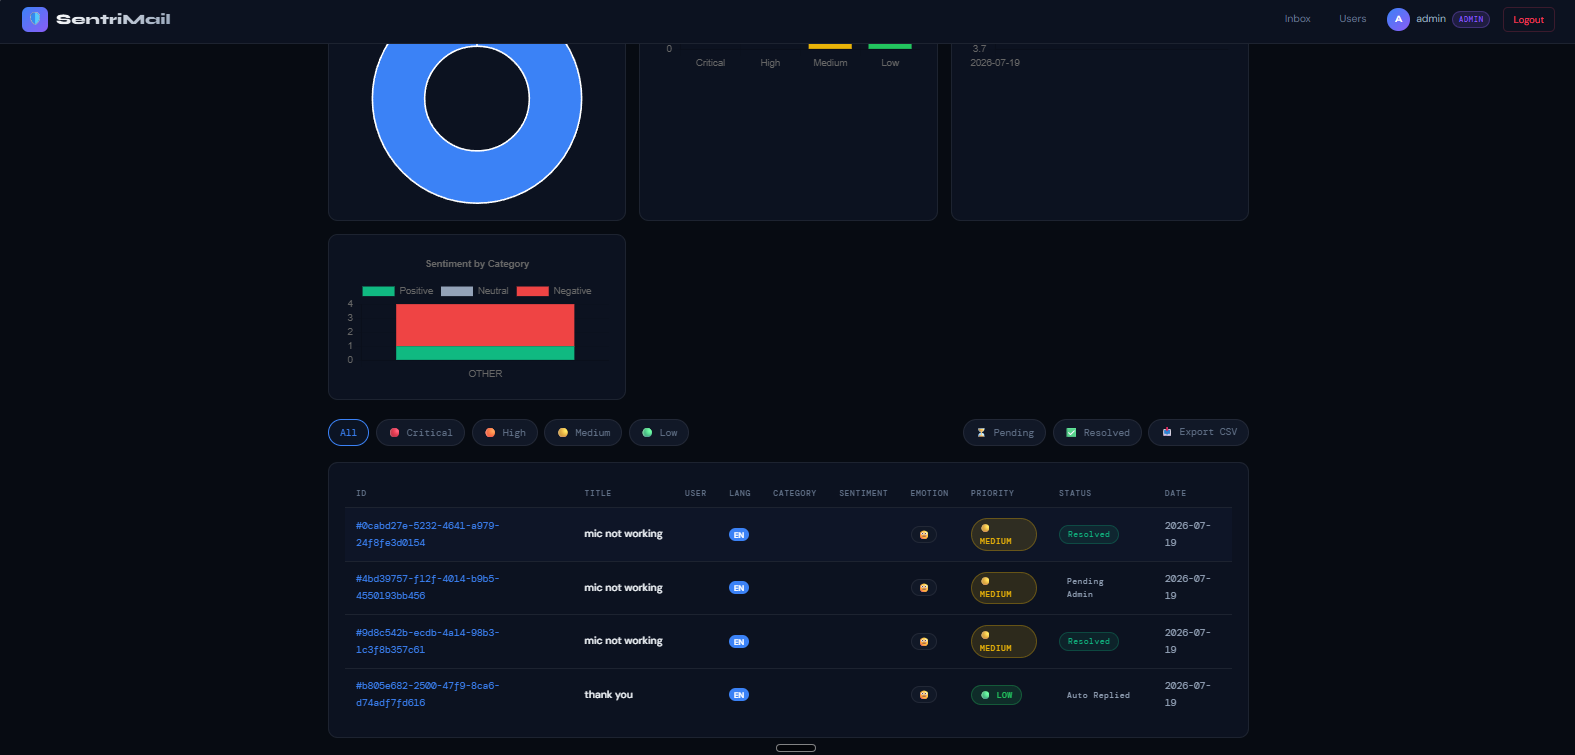 SentriMail
Inbox
Users
A
admin
ADMIN
Logout
0
Critical
High
Medium
Low
3.7
2026-07-19
Sentiment by Category
Positive
Neutral
Negative
4
3
2
1
0
OTHER
All
Critical
High
Medium
Low
Pending
Resolved
Export CSV
ID
TITLE
USER
LANG
CATEGORY
SENTIMENT
EMOTION
PRIORITY
STATUS
DATE
#0cabd27e-5232-4641-a979-
24f8fe3d0154
mic not working
EN
MEDIUM
Resolved
2026-07-
19
#4bd39757-f12f-4014-b9b5-
4550193bb456
mic not working
EN
MEDIUM
Pending
Admin
2026-07-
19
#9d8c542b-ecdb-4a14-98b3-
1c3f8b357c61
mic not working
EN
MEDIUM
Resolved
2026-07-
19
#b805e682-2500-47f9-8ca6-
d74adf7fd616
thank you
EN
LOW
Auto Replied
2026-07-
19